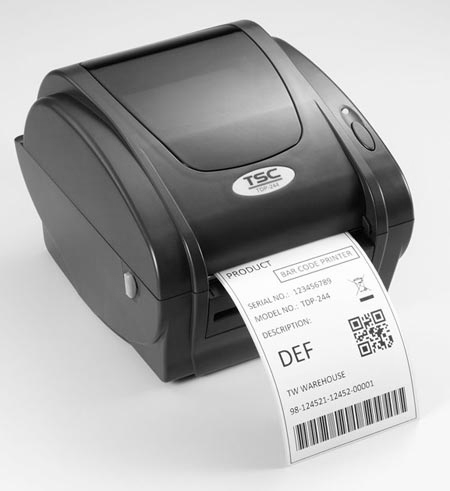 TSC
TDP-244
PRODUCT
BAR CODE PRINTER
SERIAL NO.: 123456789
MODEL NO.: TDP-244
DESCRIPTION:
DEF
TW WAREHOUSE
98-124521-12452-00001